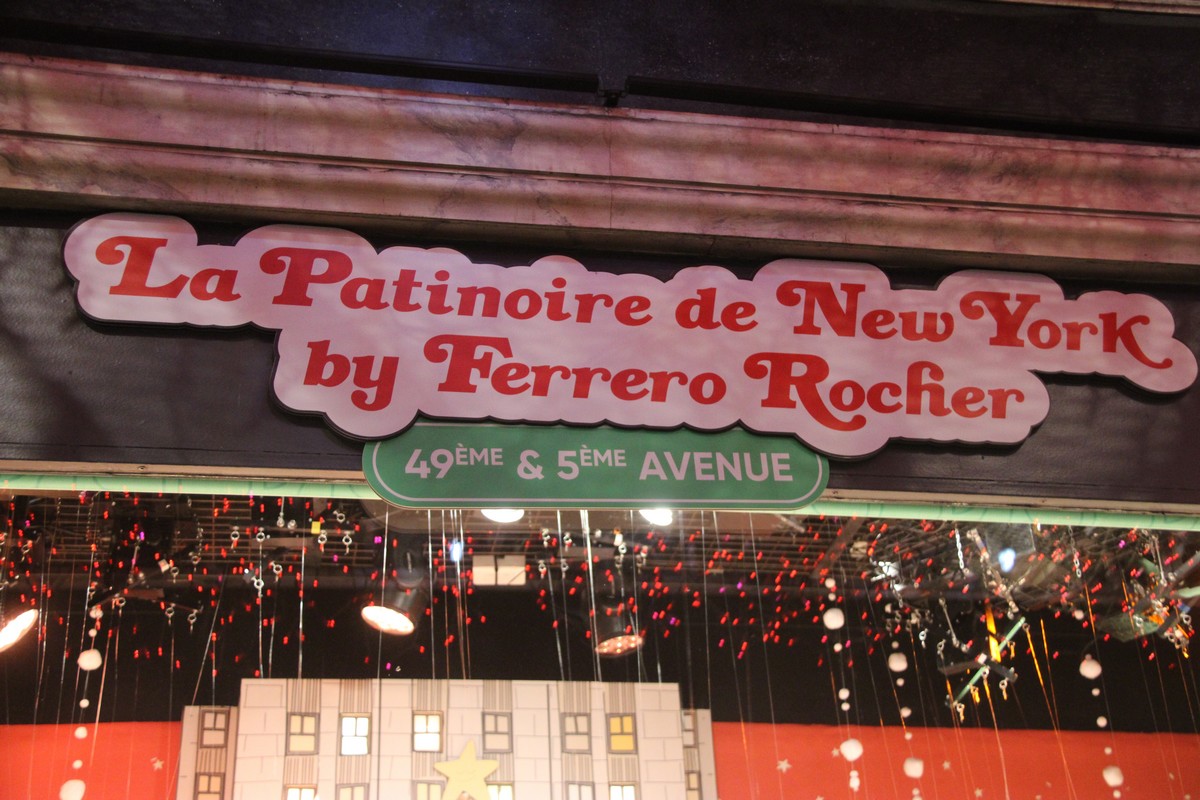 La Patinoire de New York
by Ferrero Rocher
49ÈME & 5ÈME AVENUE